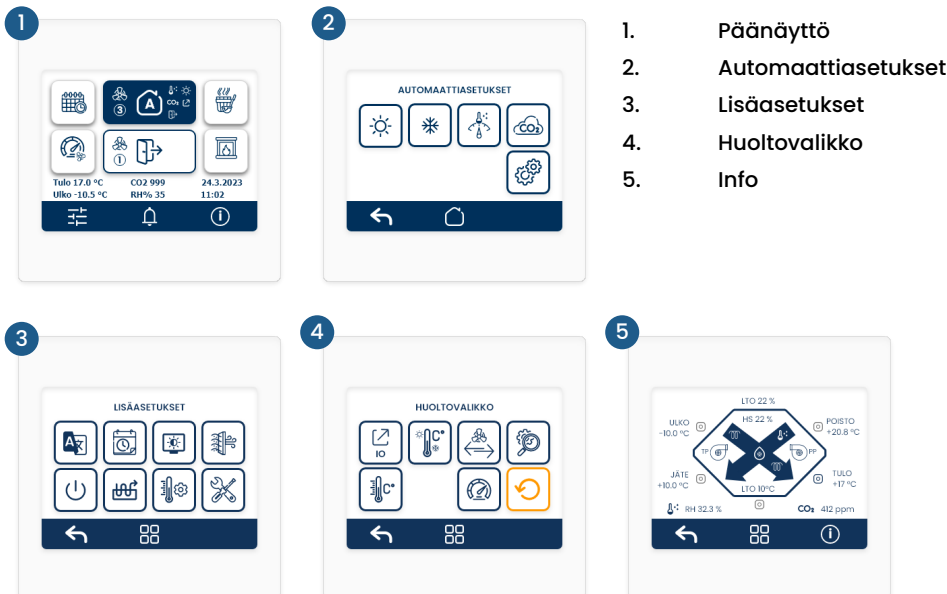 1
2
1. Päänäyttö
2. Automaattiasetukset
3. Lisäasetukset
4. Huoltovalikko
5. Info
3
A
CO₂
1
Tulo 17.0 °C CO2 999 24.3.2023
Ulko -10.5 °C RH% 35 11:02
AUTOMAATTIASETUKSET
CO₂
3
4
5
LISÄASETUKSET
A
HUOLTOVALIKKO
IO
C°
C°
LTO 22 %
HS 22 %
ULKO
-10.0 °C
POISTO
+20.8 °C
TP
PP
JÄTE
+10.0 °C
TULO
+17 °C
LTO 10°C
RH 32.3 %
CO₂ 412 ppm